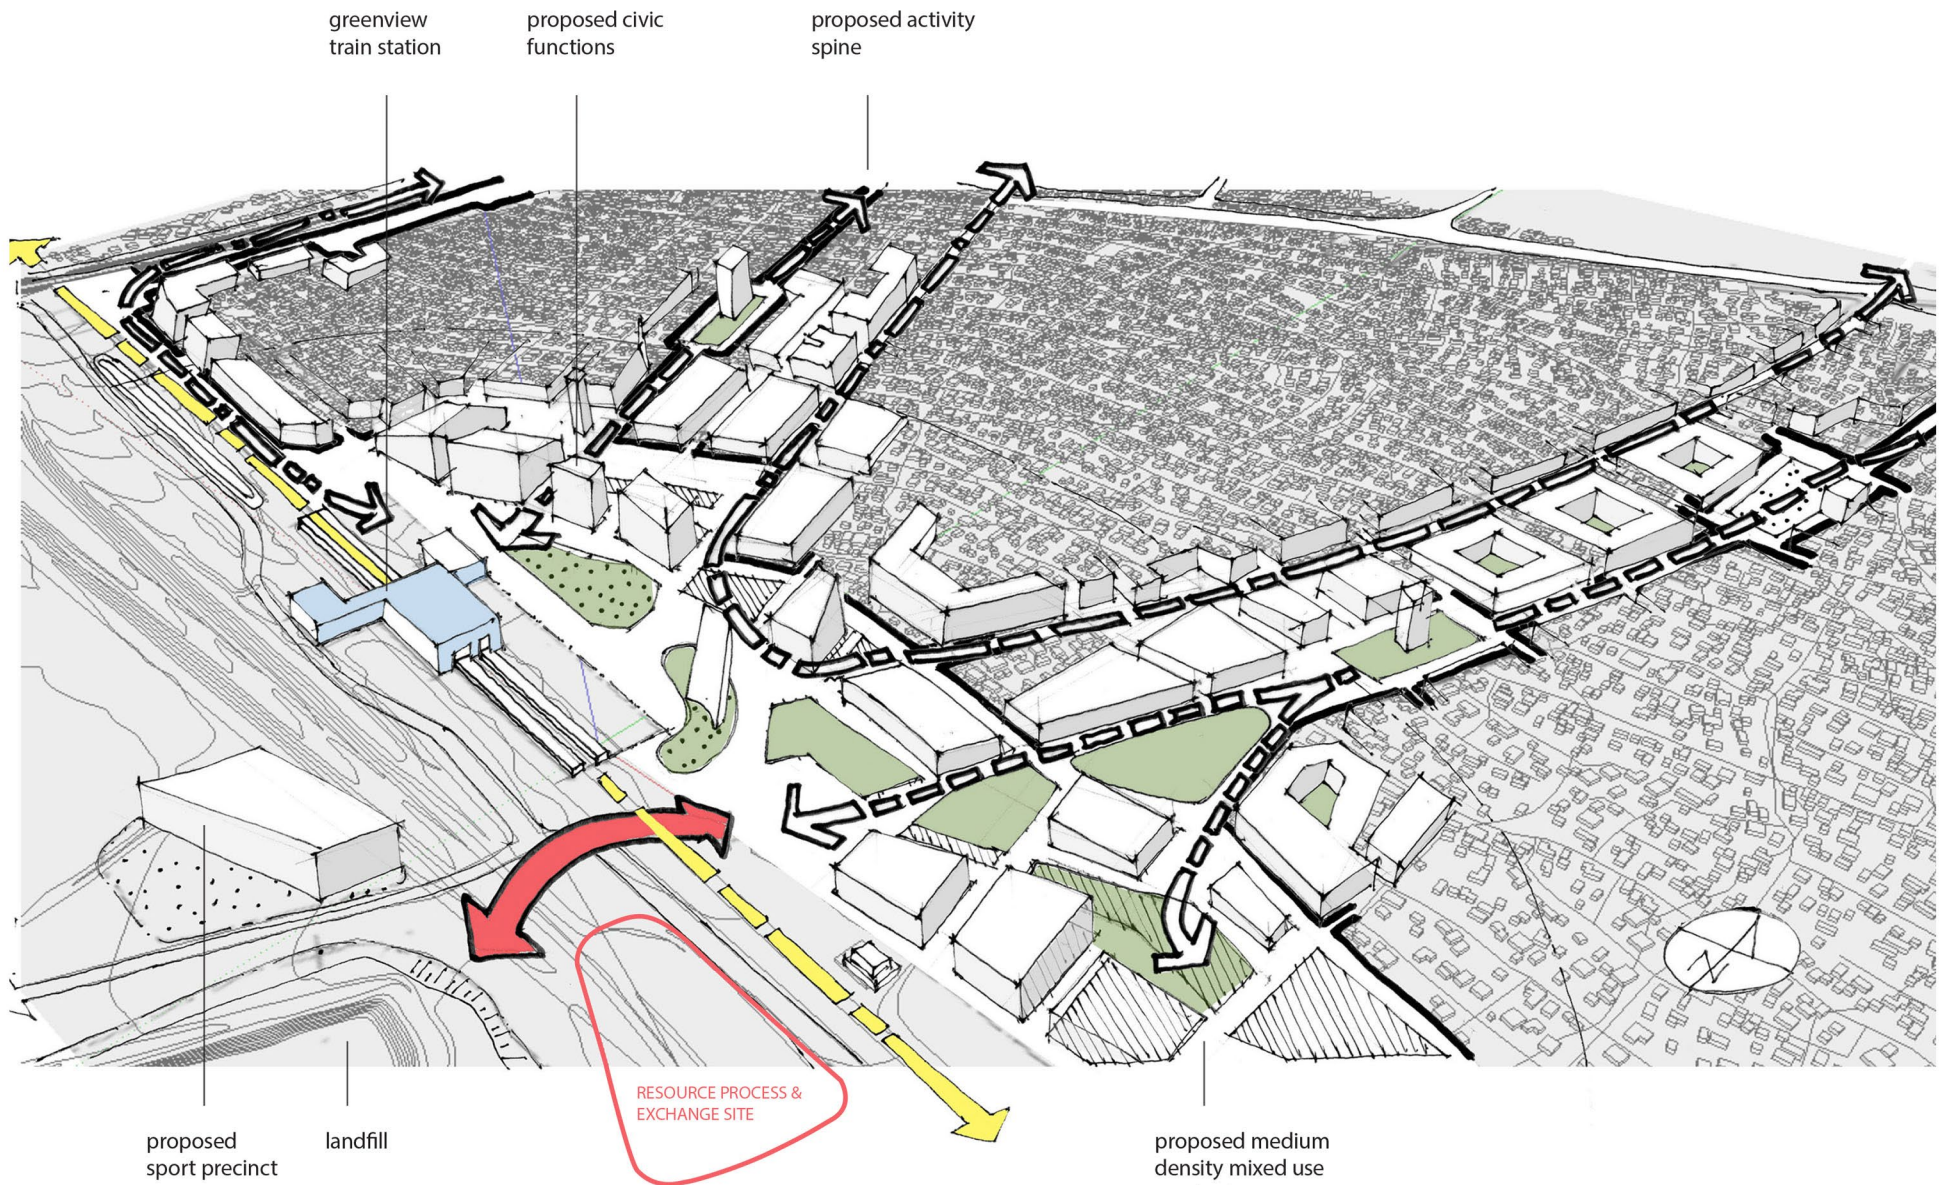 greenview
train station
proposed civic
functions
proposed activity
spine
N
RESOURCE PROCESS &
EXCHANGE SITE
proposed
sport precinct
landfill
proposed medium
density mixed use